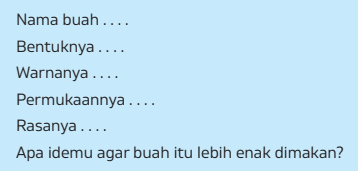 Nama buah . . . .
Bentuknya . . . .
Warnanya . . . .
Permukaannya . . . .
Rasanya . . . .
Apa idemu agar buah itu lebih enak dimakan?